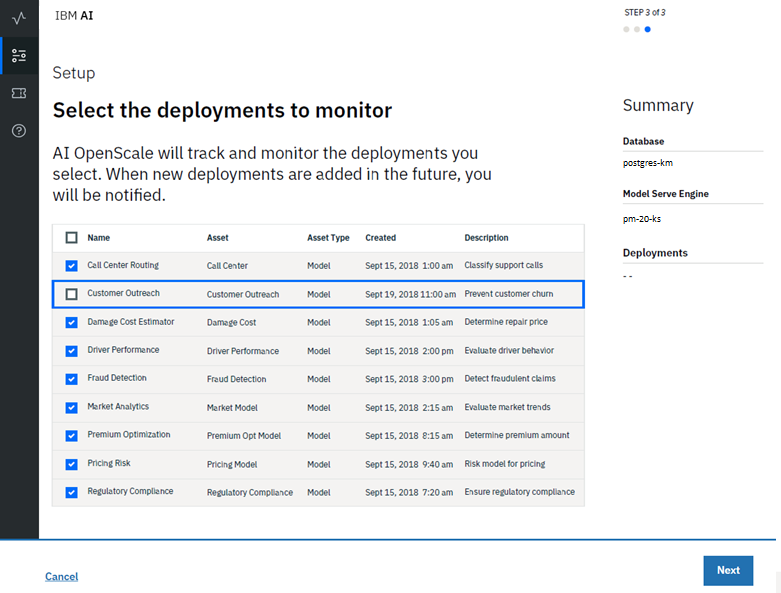 IBM AI
STEP 3 of 3
Setup
Select the deployments to monitor
AI OpenScale will track and monitor the deployments you
select. When new deployments are added in the future, you
will be notified.
Name Asset Asset Type Created Description
Call Center Routing Call Center Model Sept 15, 2018 1:00 am Classify support calls
Customer Outreach Customer Outreach Model Sept 19, 2018 11:00 am Prevent customer churn
Damage Cost Estimator Damage Cost Model Sept 15, 2018 1:05 am Determine repair price
Driver Performance Driver Performance Model Sept 15, 2018 2:00 pm Evaluate driver behavior
Fraud Detection Fraud Detection Model Sept 15, 2018 3:00 pm Detect fraudulent claims
Market Analytics Market Model Model Sept 15, 2018 2:15 am Evaluate market trends
Premium Optimization Premium Opt Model Model Sept 15, 2018 8:15 am Determine premium amount
Pricing Risk Pricing Model Model Sept 15, 2018 9:40 am Risk model for pricing
Regulatory Compliance Regulatory Compliance Model Sept 15, 2018 7:20 am Ensure regulatory compliance
Summary
Database
postgres-km
Model Serve Engine
pm-20-ks
Deployments
- -
Cancel
Next